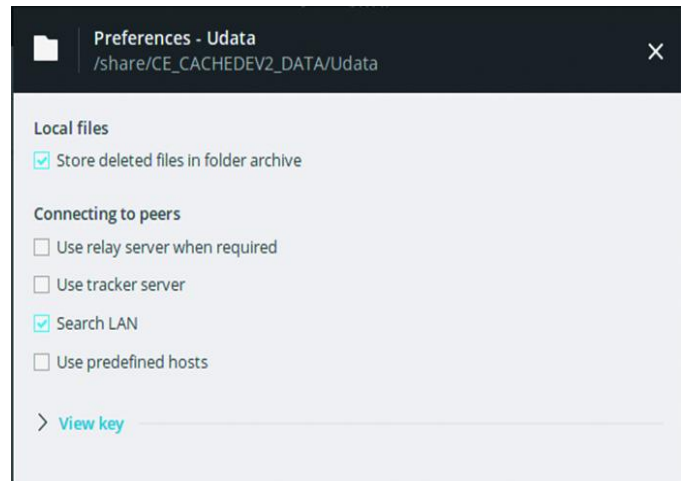 Preferences - Udata
/share/CE_CACHEDEV2_DATA/Udata
Local files
Store deleted files in folder archive
Connecting to peers
Use relay server when required
Use tracker server
Search LAN
Use predefined hosts
View key